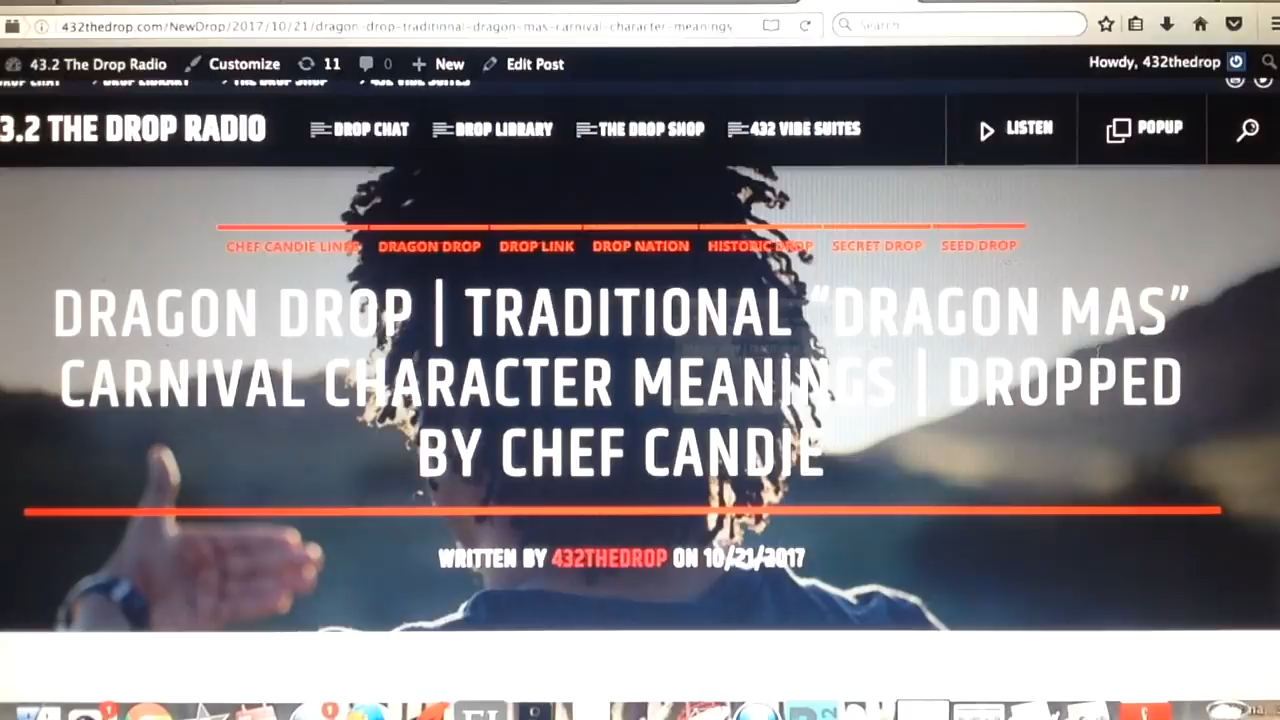 432thedrop.com/NewDrop/2017/10/21/dragon-drop-traditional-dragon-mas-carnival-character-meanings
Search
43.2 The Drop Radio Customize 11 0 New Edit Post Howdy, 432thedrop
3.2 THE DROP RADIO DROP CHAT DROP LIBRARY THE DROP SHOP 432 VIBE SUITES LISTEN POPUP
CHEF CANDIE LINKS DRAGON DROP DROP LINK DROP NATION HISTORIC DROP SECRET DROP SEED DROP
DRAGON DROP | TRADITIONAL “DRAGON MAS”
CARNIVAL CHARACTER MEANINGS | DROPPED
BY CHEF CANDIE
WRITTEN BY 432THEDROP ON 10/21/2017